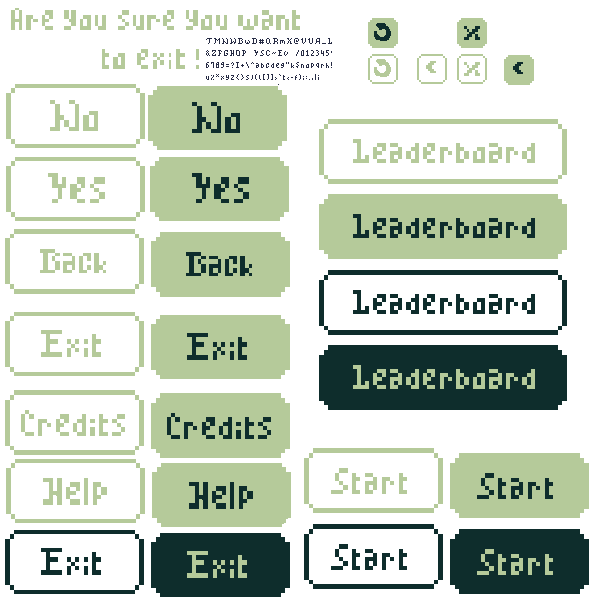 Are you sure you want
to exit !
No No
Yes Yes
Back Back
Exit Exit
Credits Credits
Help Help
Exit Exit
Leaderboard
Leaderboard
Leaderboard
Leaderboard
Start Start
Start Start